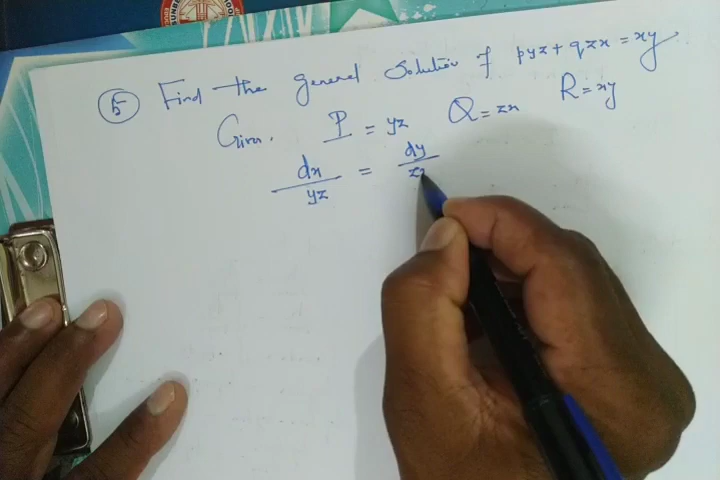 ⑤ Find the general solution of pyz + qzx = xy
Given. P = yz Q = zx R = xy
dx/yz = dy/zx